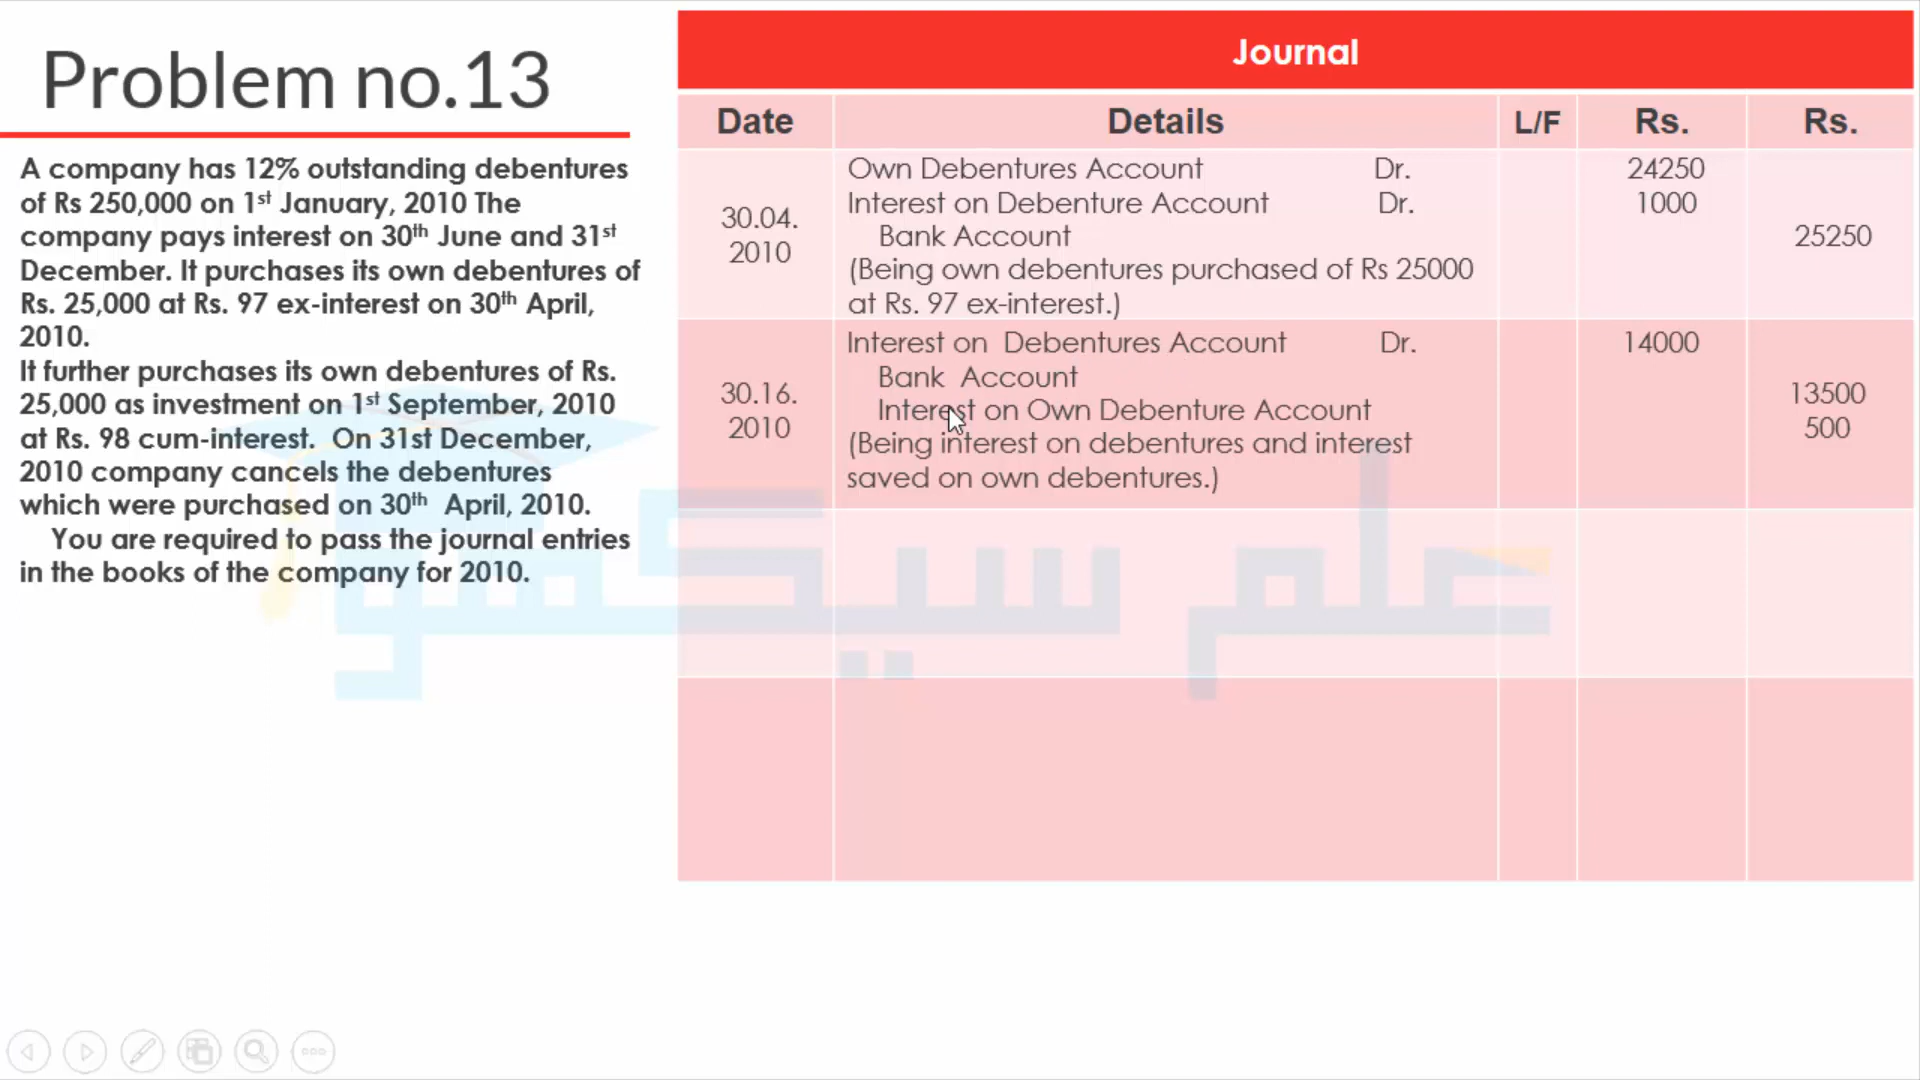 Problem no.13
A company has 12% outstanding debentures
of Rs 250,000 on 1st January, 2010 The
company pays interest on 30th June and 31st
December. It purchases its own debentures of
Rs. 25,000 at Rs. 97 ex-interest on 30th April,
2010.
It further purchases its own debentures of Rs.
25,000 as investment on 1st September, 2010
at Rs. 98 cum-interest. On 31st December,
2010 company cancels the debentures
which were purchased on 30th April, 2010.
You are required to pass the journal entries
in the books of the company for 2010.
Journal
Date Details L/F Rs. Rs.
30.04.
2010
Own Debentures Account Dr. 24250
Interest on Debenture Account Dr. 1000
Bank Account 25250
(Being own debentures purchased of Rs 25000
at Rs. 97 ex-interest.)
30.16.
2010
Interest on Debentures Account Dr. 14000
Bank Account 13500
Interest on Own Debenture Account 500
(Being interest on debentures and interest
saved on own debentures.)
علم سیکھو